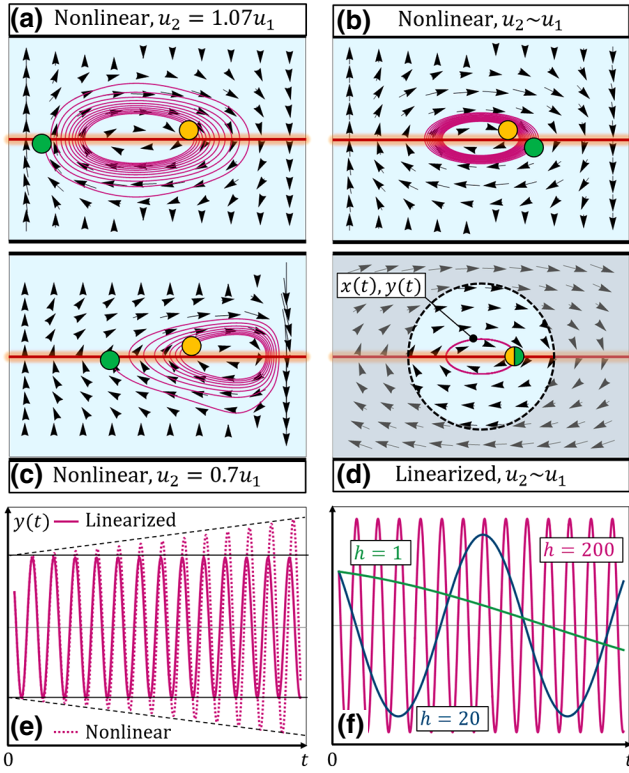 (a) Nonlinear, u₂ = 1.07u₁
(b) Nonlinear, u₂~u₁
(c) Nonlinear, u₂ = 0.7u₁
x(t), y(t)
(d) Linearized, u₂~u₁
y(t) Linearized
(e) Nonlinear
0 t
h = 1
h = 200
(f) h = 20
0 t